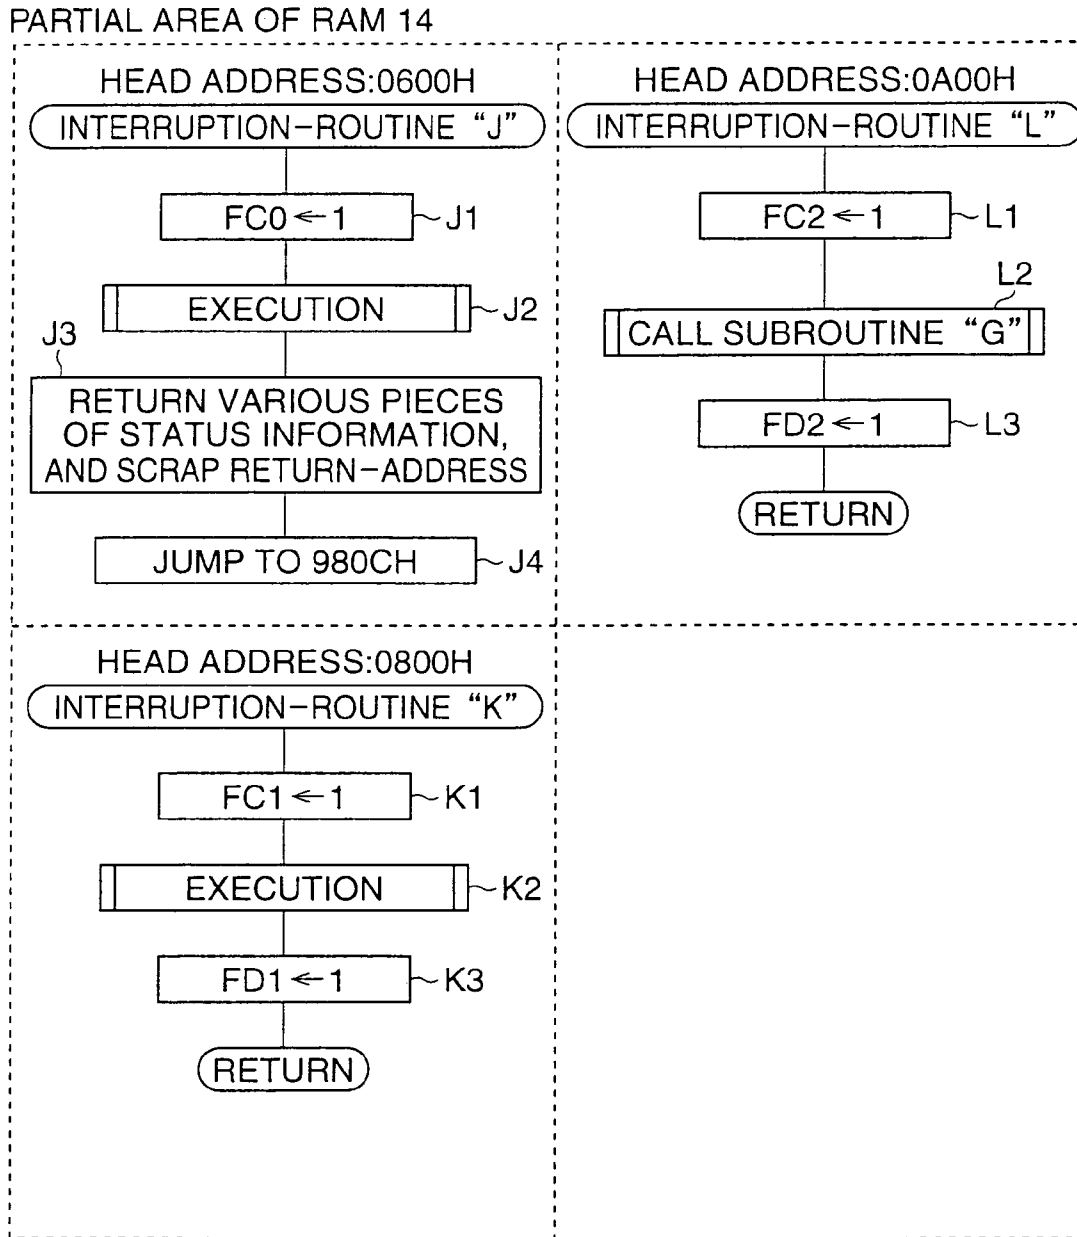 PARTIAL AREA OF RAM 14
HEAD ADDRESS:0600H
INTERRUPTION-ROUTINE “J”
FC0←1
J1
EXECUTION
J2
J3
RETURN VARIOUS PIECES
OF STATUS INFORMATION,
AND SCRAP RETURN-ADDRESS
JUMP TO 980CH
J4
HEAD ADDRESS:0A00H
INTERRUPTION-ROUTINE “L”
FC2←1
L1
L2
CALL SUBROUTINE “G”
FD2←1
L3
RETURN
HEAD ADDRESS:0800H
INTERRUPTION-ROUTINE “K”
FC1←1
K1
EXECUTION
K2
FD1←1
K3
RETURN